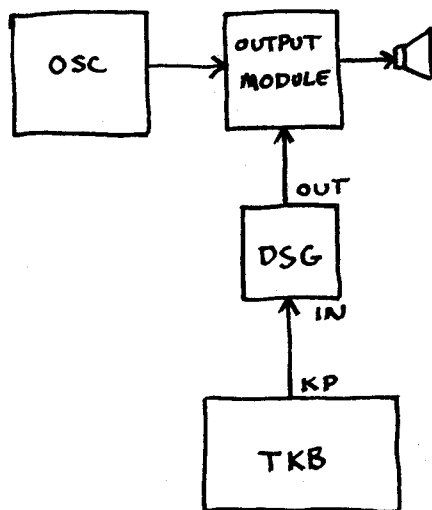 OSC
OUTPUT
MODULE
OUT
DSG
IN
KP
TKB